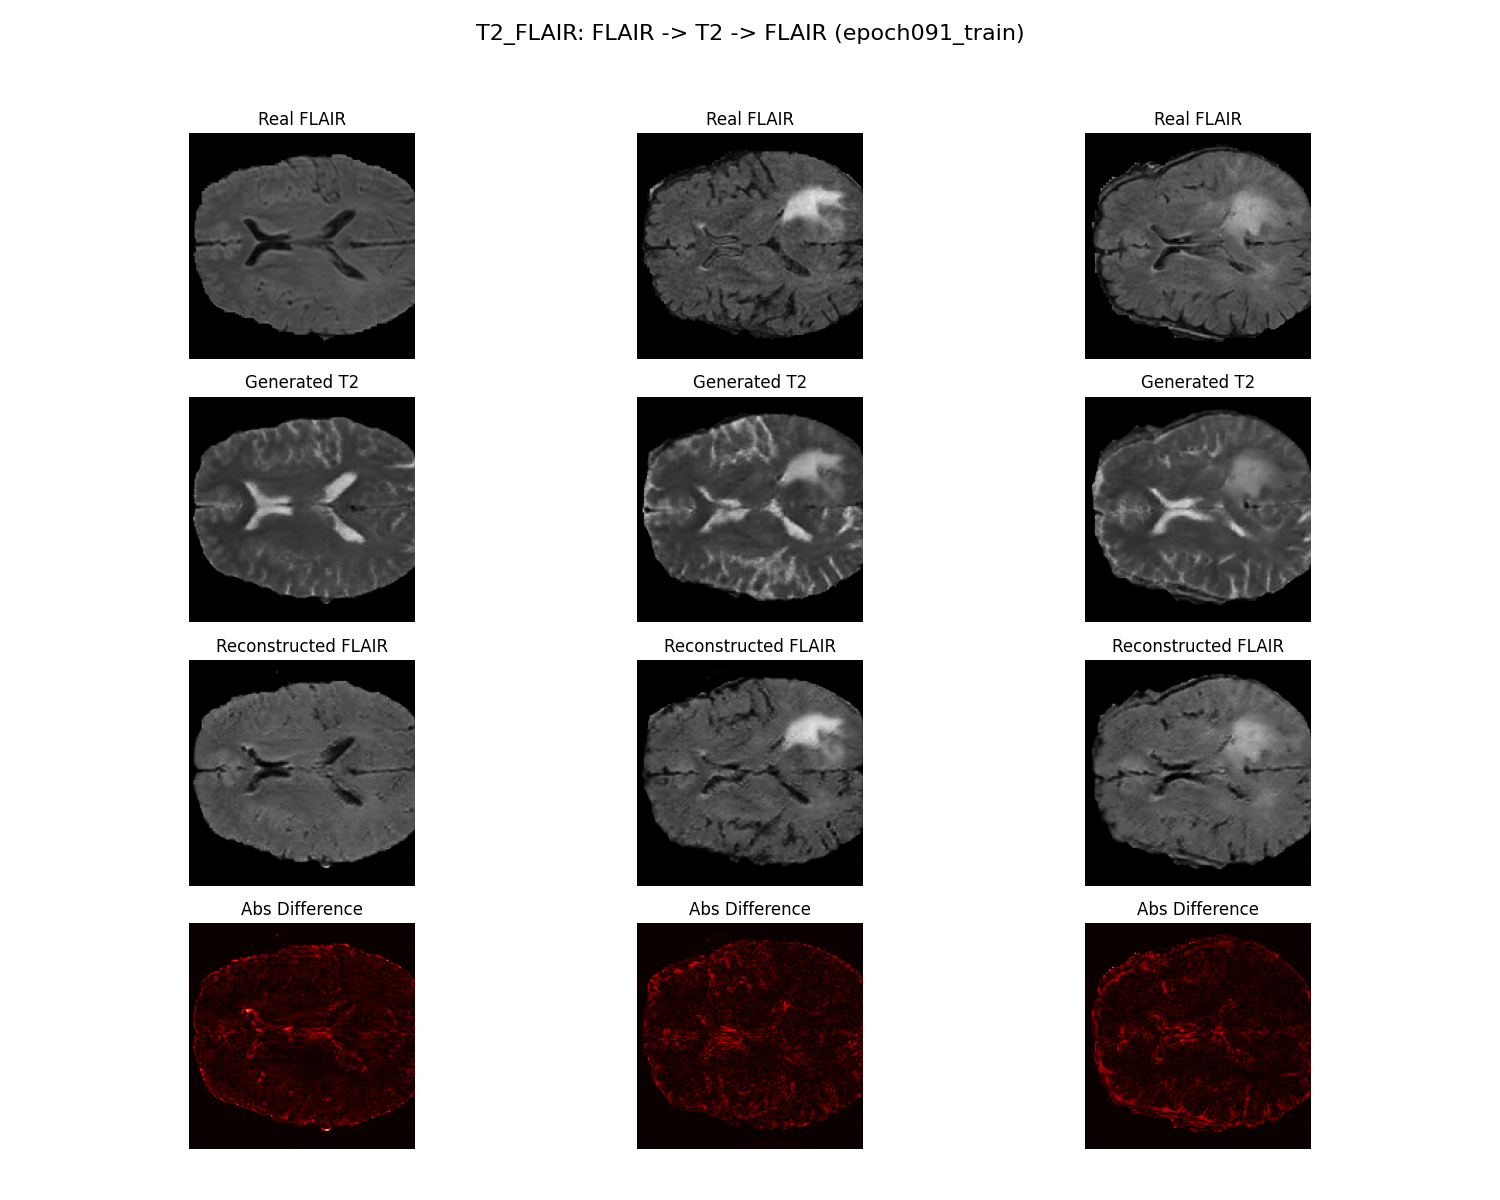 T2_FLAIR: FLAIR -> T2 -> FLAIR (epoch091_train)
Real FLAIR
Real FLAIR
Real FLAIR
Generated T2
Generated T2
Generated T2
Reconstructed FLAIR
Reconstructed FLAIR
Reconstructed FLAIR
Abs Difference
Abs Difference
Abs Difference